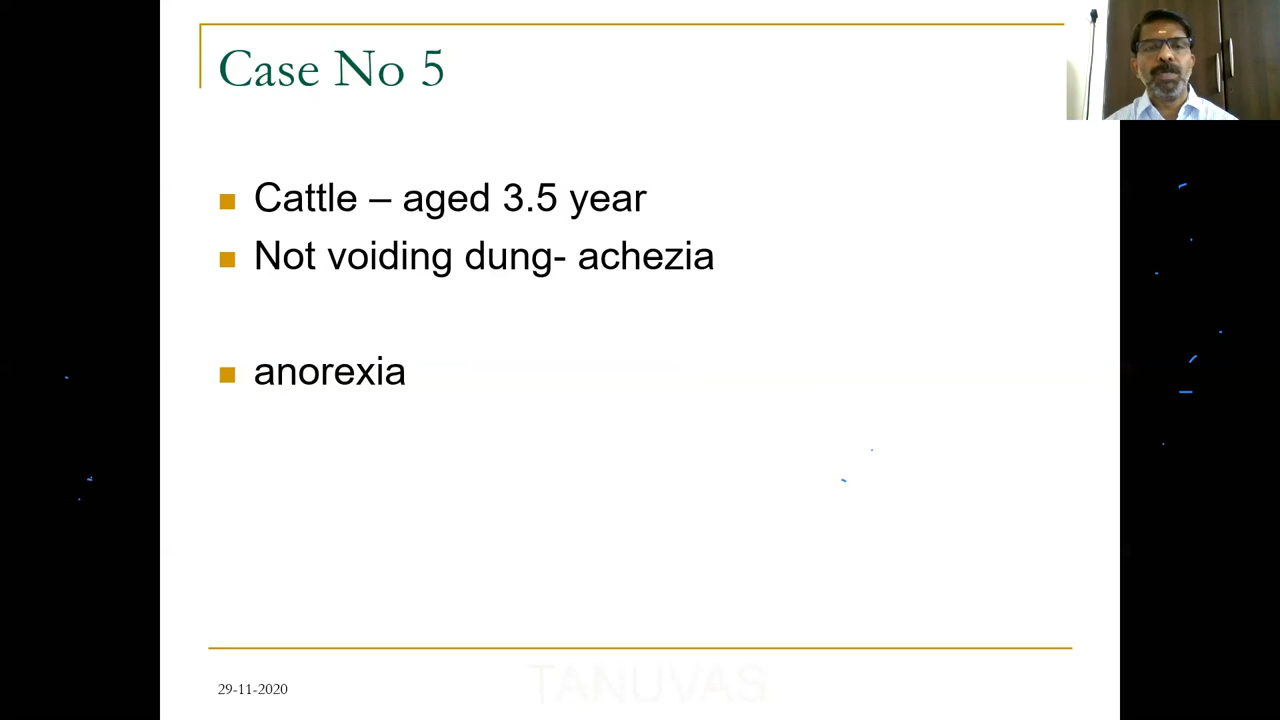 Case No 5
Cattle – aged 3.5 year
Not voiding dung- achezia
anorexia
29-11-2020
TANUVAS